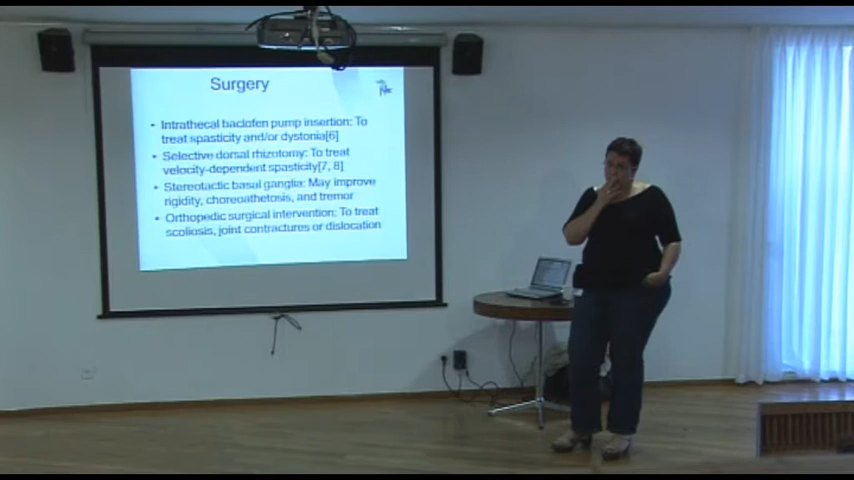 Surgery
• Intrathecal baclofen pump insertion: To
treat spasticity and/or dystonia[6]
• Selective dorsal rhizotomy: To treat
velocity-dependent spasticity[7, 8]
• Stereotactic basal ganglia: May improve
rigidity, choreoathetosis, and tremor
• Orthopedic surgical intervention: To treat
scoliosis, joint contractures or dislocation